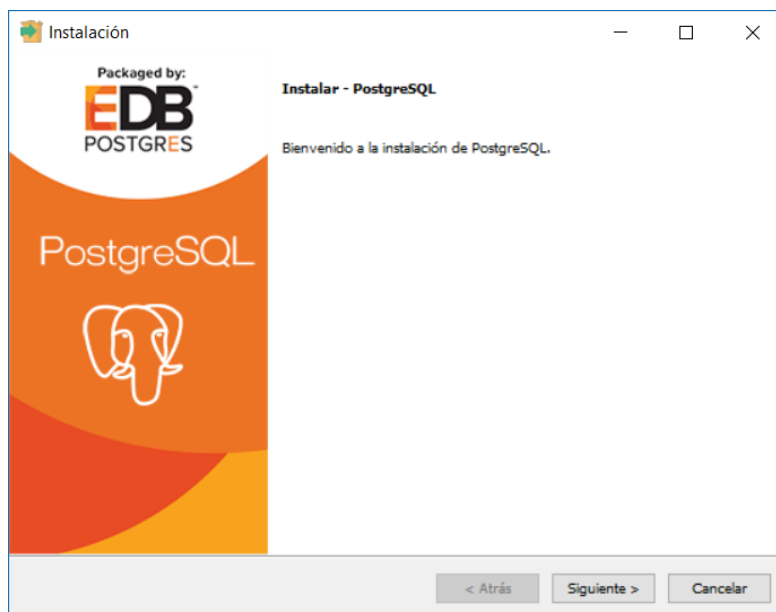 Instalación
Packaged by:
EDB
POSTGRES
PostgreSQL
Instalar - PostgreSQL
Bienvenido a la instalación de PostgreSQL.
< Atrás
Siguiente >
Cancelar